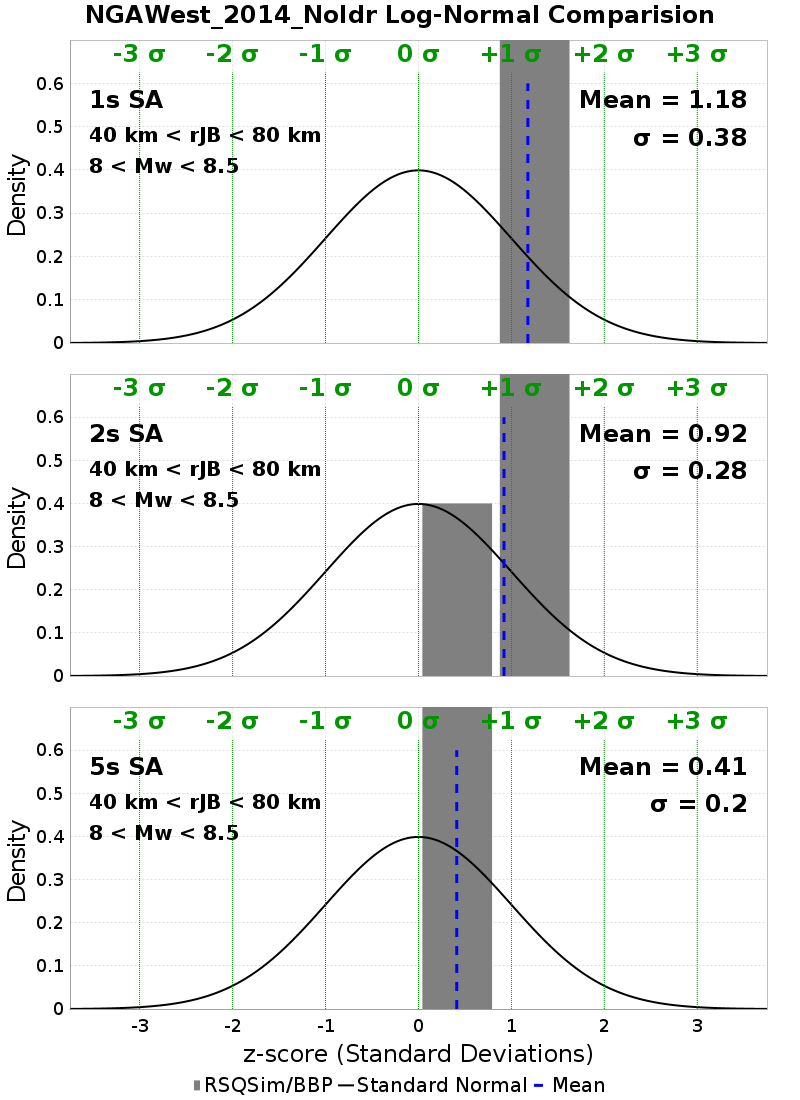 NGAWest_2014_NoIdr Log-Normal Comparision
-3 σ -2 σ -1 σ 0 σ +1 σ +2 σ +3 σ
1s SA
Mean = 1.18
40 km < rJB < 80 km
σ = 0.38
8 < Mw < 8.5
Density
0.6
0.5
0.4
0.3
0.2
0.1
0
-3 σ -2 σ -1 σ 0 σ +1 σ +2 σ +3 σ
2s SA
Mean = 0.92
40 km < rJB < 80 km
σ = 0.28
8 < Mw < 8.5
Density
0.6
0.5
0.4
0.3
0.2
0.1
0
-3 σ -2 σ -1 σ 0 σ +1 σ +2 σ +3 σ
5s SA
Mean = 0.41
40 km < rJB < 80 km
σ = 0.2
8 < Mw < 8.5
Density
0.6
0.5
0.4
0.3
0.2
0.1
0
-3 -2 -1 0 1 2 3
z-score (Standard Deviations)
RSQSim/BBP Standard Normal Mean